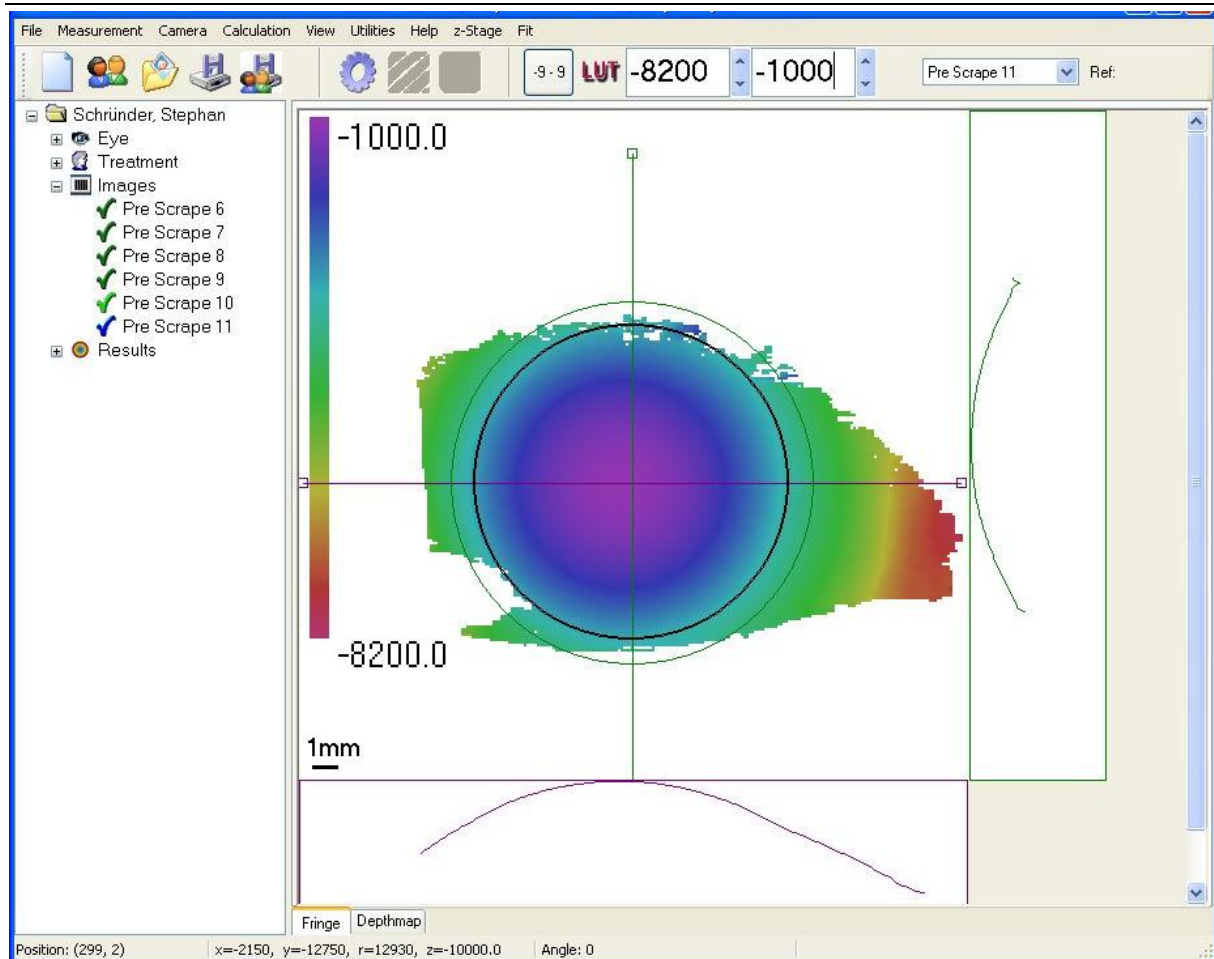 File Measurement Camera Calculation View Utilities Help z-Stage Fit
-9 - 9 LUT -8200 -1000 Pre Scrape 11 Ref:
Schründer, Stephan
Eye
Treatment
Images
Pre Scrape 6
Pre Scrape 7
Pre Scrape 8
Pre Scrape 9
Pre Scrape 10
Pre Scrape 11
Results
-1000.0
-8200.0
1mm
Fringe Depthmap
Position: (299, 2) x=-2150, y=-12750, r=12930, z=-10000.0 Angle: 0